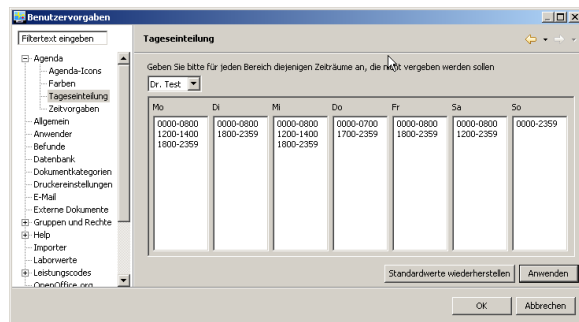 Benutzervorgaben
Filtertext eingeben
Tageseinteilung
Agenda
Agenda-Icons
Farben
Tageseinteilung
Zeitvorgaben
Allgemein
Anwender
Befunde
Datenbank
Dokumentkategorien
Druckereinstellungen
E-Mail
Externe Dokumente
Gruppen und Rechte
Help
Importer
Laborwerte
Leistungscodes
OpenOffice.org
Geben Sie bitte für jeden Bereich diejenigen Zeiträume an, die nicht vergeben werden sollen
Dr. Test
Mo Di Mi Do Fr Sa So
0000-0800 0000-0800 0000-0800 0000-0700 0000-0800 0000-0800 0000-2359
1200-1400 1800-2359 1200-1400 1700-2359 1800-2359 1200-2359
1800-2359 1800-2359
Standardwerte wiederherstellen Anwenden
OK Abbrechen